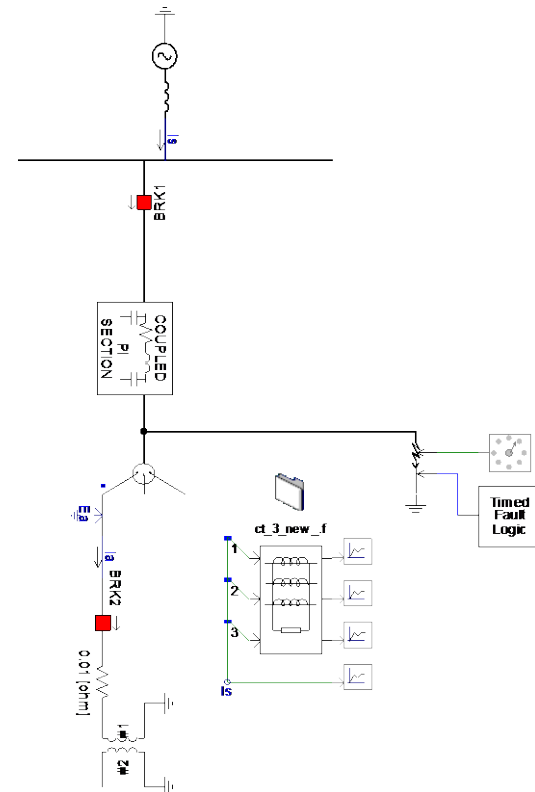 Is
BRK1
COUPLED
PI
SECTION
Ea
Ia
BRK2
0.01 [ohm]
#1
#2
ct_3_new_.f
1
2
3
Is
Timed
Fault
Logic